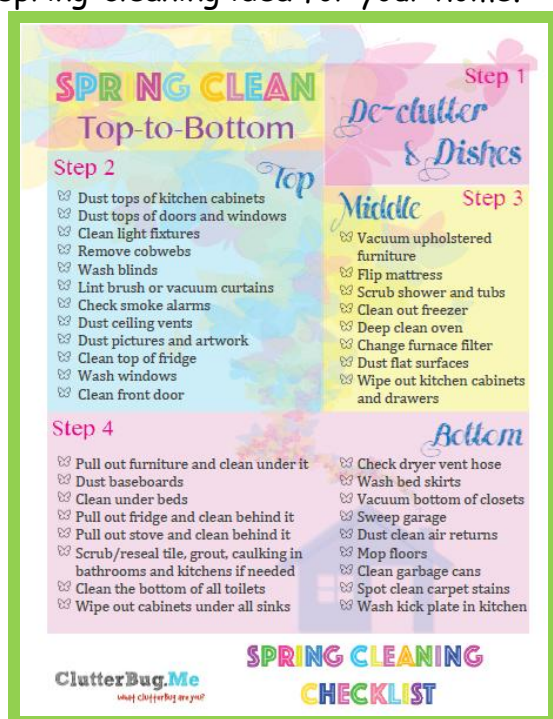 spring cleaning idea for your home.
SPRING CLEAN
Top-to-Bottom
Step 1
De-clutter
& Dishes
Step 2
Top
Dust tops of kitchen cabinets
Dust tops of doors and windows
Clean light fixtures
Remove cobwebs
Wash blinds
Lint brush or vacuum curtains
Check smoke alarms
Dust ceiling vents
Dust pictures and artwork
Clean top of fridge
Wash windows
Clean front door
Middle
Step 3
Vacuum upholstered
furniture
Flip mattress
Scrub shower and tubs
Clean out freezer
Deep clean oven
Change furnace filter
Dust flat surfaces
Wipe out kitchen cabinets
and drawers
Step 4
Bottom
Pull out furniture and clean under it
Dust baseboards
Clean under beds
Pull out fridge and clean behind it
Pull out stove and clean behind it
Scrub/reseal tile, grout, caulking in
bathrooms and kitchens if needed
Clean the bottom of all toilets
Wipe out cabinets under all sinks
Check dryer vent hose
Wash bed skirts
Vacuum bottom of closets
Sweep garage
Dust clean air returns
Mop floors
Clean garbage cans
Spot clean carpet stains
Wash kick plate in kitchen
ClutterBug.Me
what clutterbug are you?
SPRING CLEANING
CHECKLIST